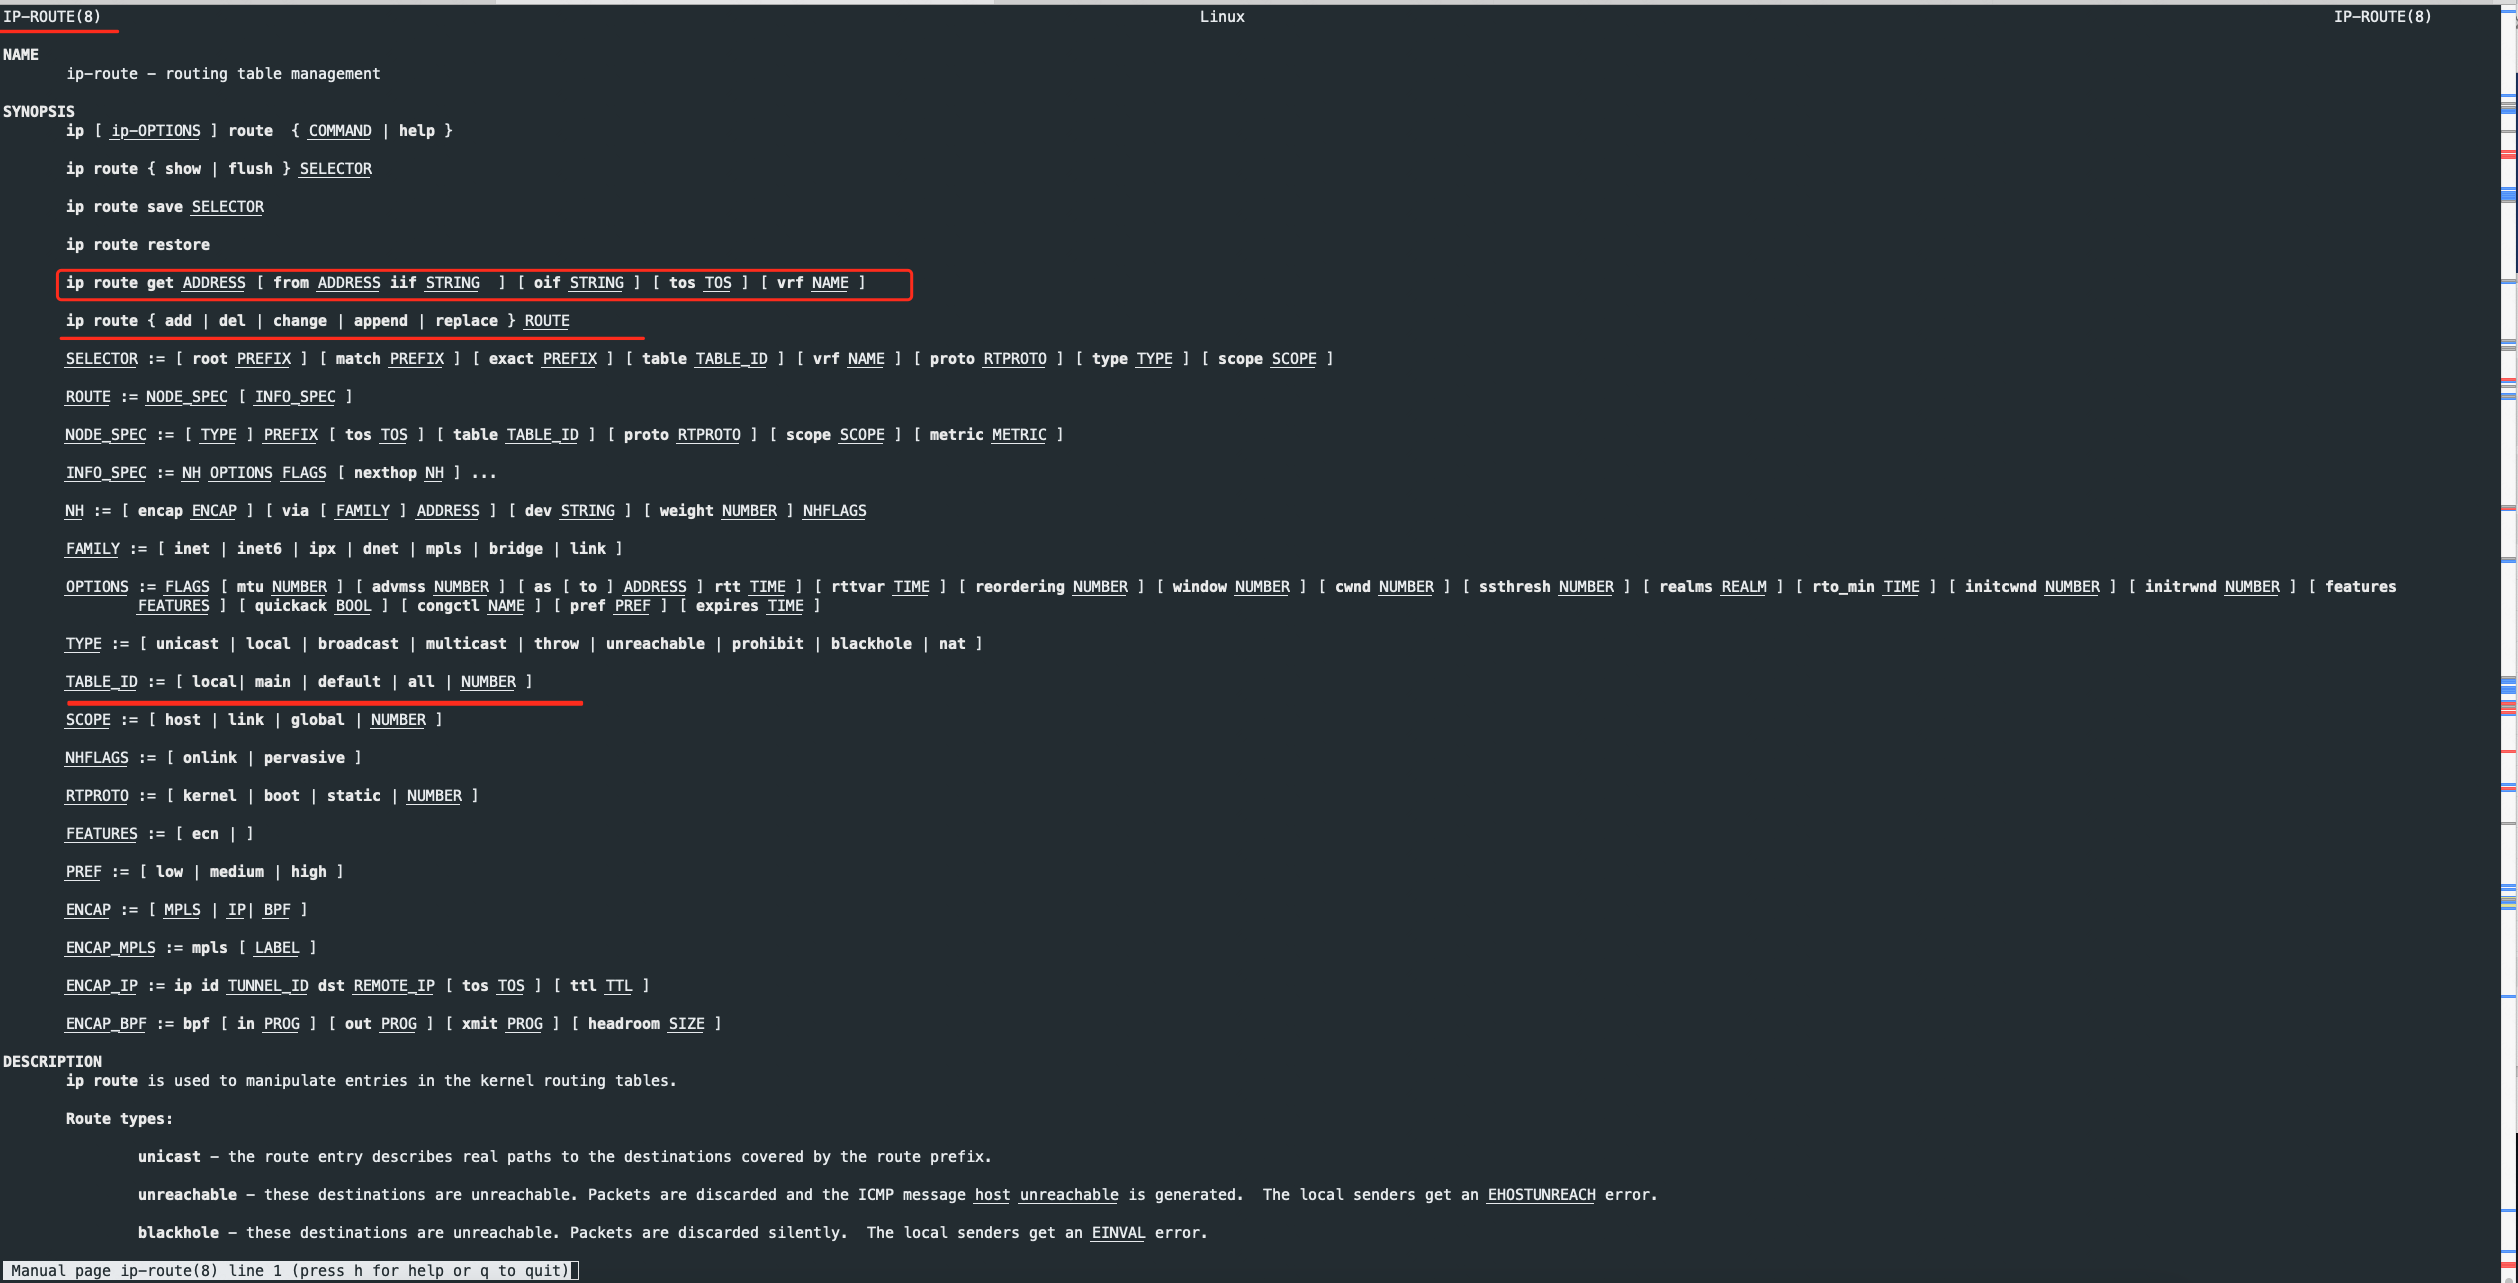 IP-ROUTE(8) Linux IP-ROUTE(8)
NAME
ip-route - routing table management
SYNOPSIS
ip [ ip-OPTIONS ] route { COMMAND | help }
ip route { show | flush } SELECTOR
ip route save SELECTOR
ip route restore
ip route get ADDRESS [ from ADDRESS iif STRING ] [ oif STRING ] [ tos TOS ] [ vrf NAME ]
ip route { add | del | change | append | replace } ROUTE
SELECTOR := [ root PREFIX ] [ match PREFIX ] [ exact PREFIX ] [ table TABLE_ID ] [ vrf NAME ] [ proto RTPROTO ] [ type TYPE ] [ scope SCOPE ]
ROUTE := NODE_SPEC [ INFO_SPEC ]
NODE_SPEC := [ TYPE ] PREFIX [ tos TOS ] [ table TABLE_ID ] [ proto RTPROTO ] [ scope SCOPE ] [ metric METRIC ]
INFO_SPEC := NH OPTIONS FLAGS [ nexthop NH ] ...
NH := [ encap ENCAP ] [ via [ FAMILY ] ADDRESS ] [ dev STRING ] [ weight NUMBER ] NHFLAGS
FAMILY := [ inet | inet6 | ipx | dnet | mpls | bridge | link ]
OPTIONS := FLAGS [ mtu NUMBER ] [ advmss NUMBER ] [ as [ to ] ADDRESS ] rtt TIME ] [ rttvar TIME ] [ reordering NUMBER ] [ window NUMBER ] [ cwnd NUMBER ] [ ssthresh NUMBER ] [ realms REALM ] [ rto_min TIME ] [ initcwnd NUMBER ] [ initrwnd NUMBER ] [ features
FEATURES ] [ quickack BOOL ] [ congctl NAME ] [ pref PREF ] [ expires TIME ]
TYPE := [ unicast | local | broadcast | multicast | throw | unreachable | prohibit | blackhole | nat ]
TABLE_ID := [ local| main | default | all | NUMBER ]
SCOPE := [ host | link | global | NUMBER ]
NHFLAGS := [ onlink | pervasive ]
RTPROTO := [ kernel | boot | static | NUMBER ]
FEATURES := [ ecn | ]
PREF := [ low | medium | high ]
ENCAP := [ MPLS | IP| BPF ]
ENCAP_MPLS := mpls [ LABEL ]
ENCAP_IP := ip id TUNNEL_ID dst REMOTE_IP [ tos TOS ] [ ttl TTL ]
ENCAP_BPF := bpf [ in PROG ] [ out PROG ] [ xmit PROG ] [ headroom SIZE ]
DESCRIPTION
ip route is used to manipulate entries in the kernel routing tables.
Route types:
unicast - the route entry describes real paths to the destinations covered by the route prefix.
unreachable - these destinations are unreachable. Packets are discarded and the ICMP message host unreachable is generated. The local senders get an EHOSTUNREACH error.
blackhole - these destinations are unreachable. Packets are discarded silently. The local senders get an EINVAL error.
Manual page ip-route(8) line 1 (press h for help or q to quit)